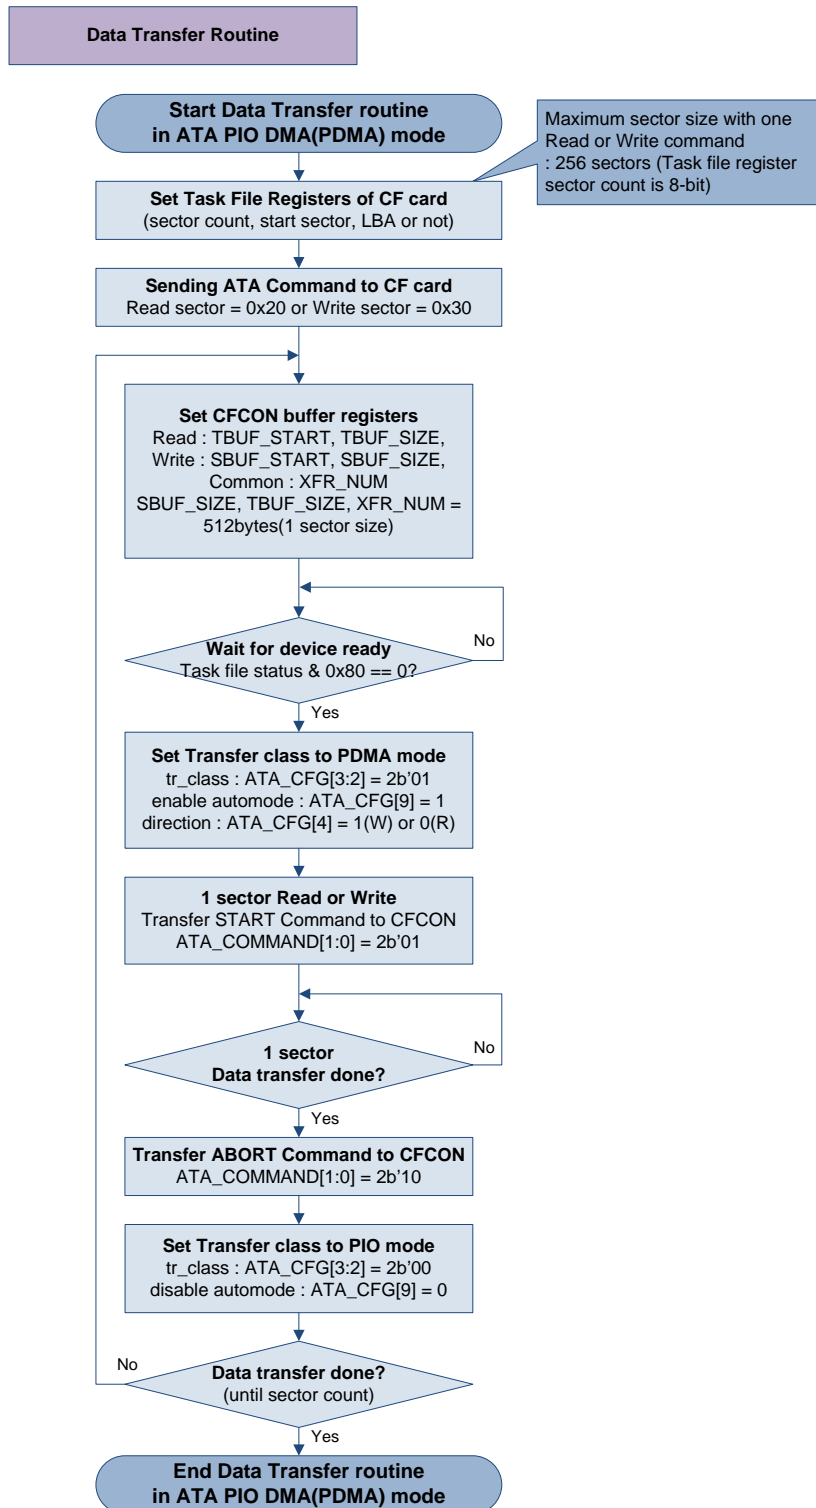 Data Transfer Routine
Start Data Transfer routine
in ATA PIO DMA(PDMA) mode
Maximum sector size with one
Read or Write command
: 256 sectors (Task file register
sector count is 8-bit)
Set Task File Registers of CF card
(sector count, start sector, LBA or not)
Sending ATA Command to CF card
Read sector = 0x20 or Write sector = 0x30
Set CFCON buffer registers
Read : TBUF_START, TBUF_SIZE,
Write : SBUF_START, SBUF_SIZE,
Common : XFR_NUM
SBUF_SIZE, TBUF_SIZE, XFR_NUM =
512bytes(1 sector size)
Wait for device ready
Task file status & 0x80 == 0?
No
Yes
Set Transfer class to PDMA mode
tr_class : ATA_CFG[3:2] = 2b'01
enable automode : ATA_CFG[9] = 1
direction : ATA_CFG[4] = 1(W) or 0(R)
1 sector Read or Write
Transfer START Command to CFCON
ATA_COMMAND[1:0] = 2b'01
1 sector
Data transfer done?
No
Yes
Transfer ABORT Command to CFCON
ATA_COMMAND[1:0] = 2b'10
Set Transfer class to PIO mode
tr_class : ATA_CFG[3:2] = 2b'00
disable automode : ATA_CFG[9] = 0
No
Data transfer done?
(until sector count)
Yes
End Data Transfer routine
in ATA PIO DMA(PDMA) mode